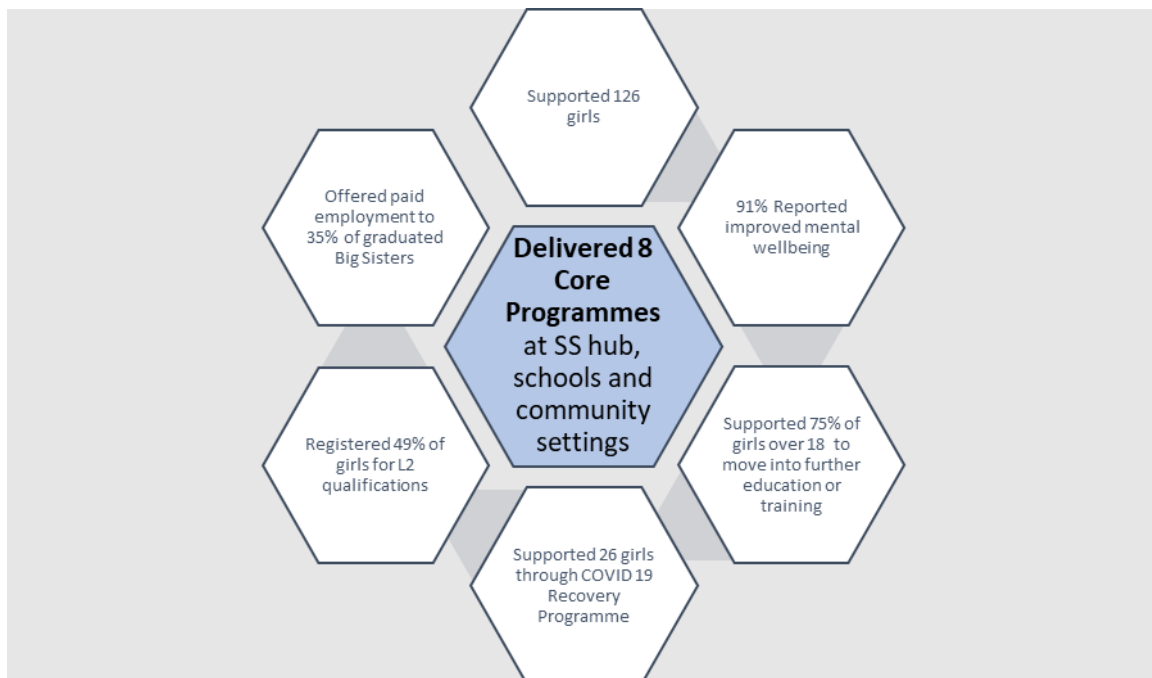 Supported 126
girls
91% Reported
improved mental
wellbeing
Supported 75% of
girls over 18 to
move into further
education or
training
Supported 26 girls
through COVID 19
Recovery
Programme
Registered 49% of
girls for L2
qualifications
Offered paid
employment to
35% of graduated
Big Sisters
Delivered 8
Core
Programmes
at SS hub,
schools and
community
settings